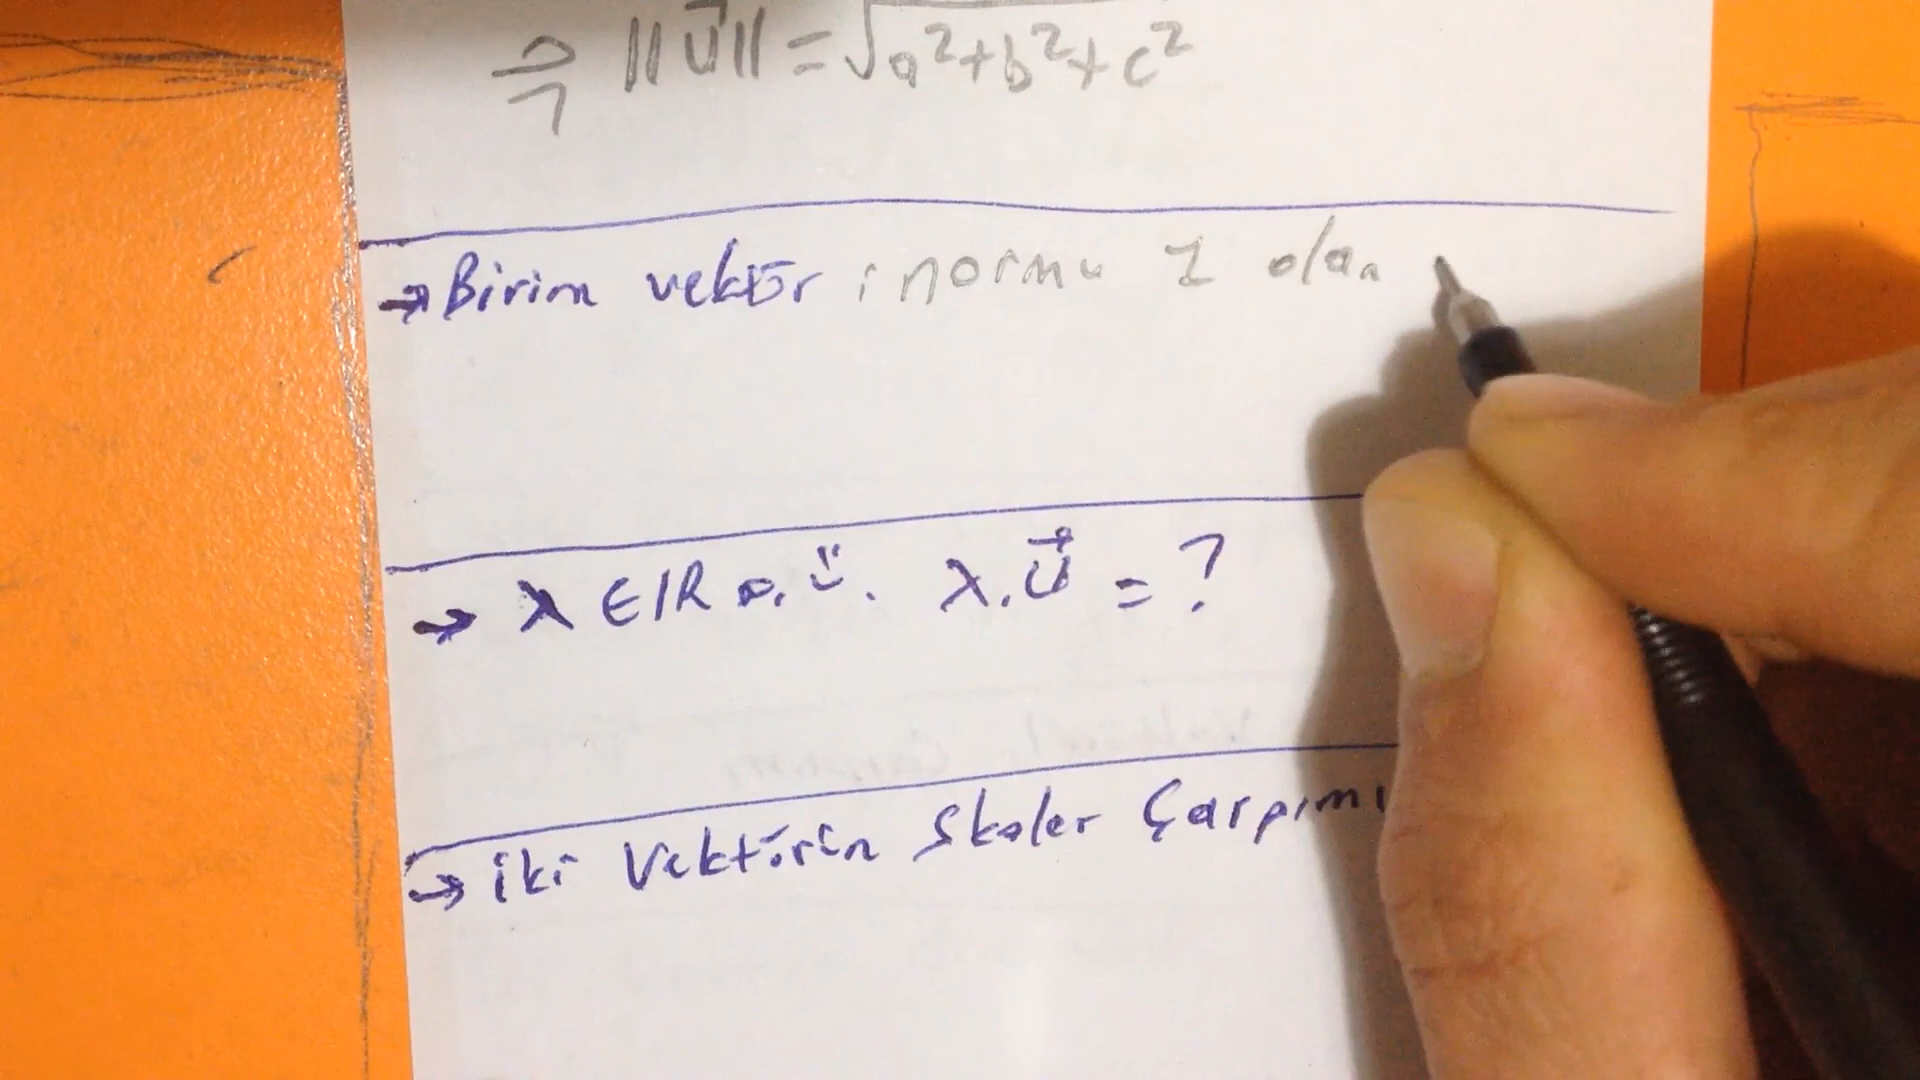 ⇒ ||u⃗|| = √a²+b²+c²
→ Birim vektör : normu 1 olan
→ λ ∈ IR λ.u⃗ = ?
→ iki Vektörün Skaler Çarpımı